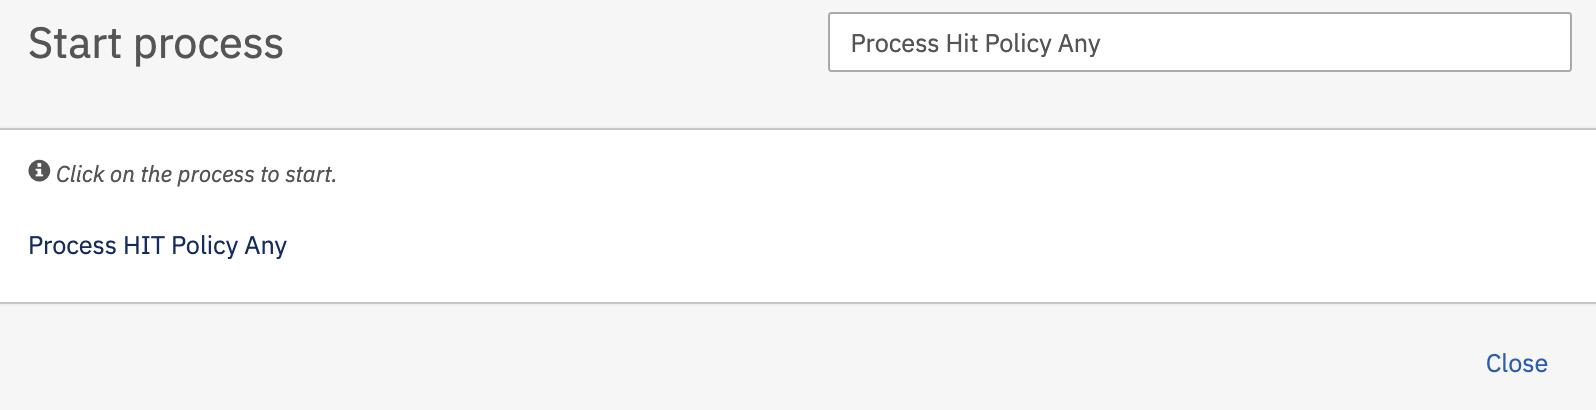 Start process
Process Hit Policy Any
Click on the process to start.
Process HIT Policy Any
Close